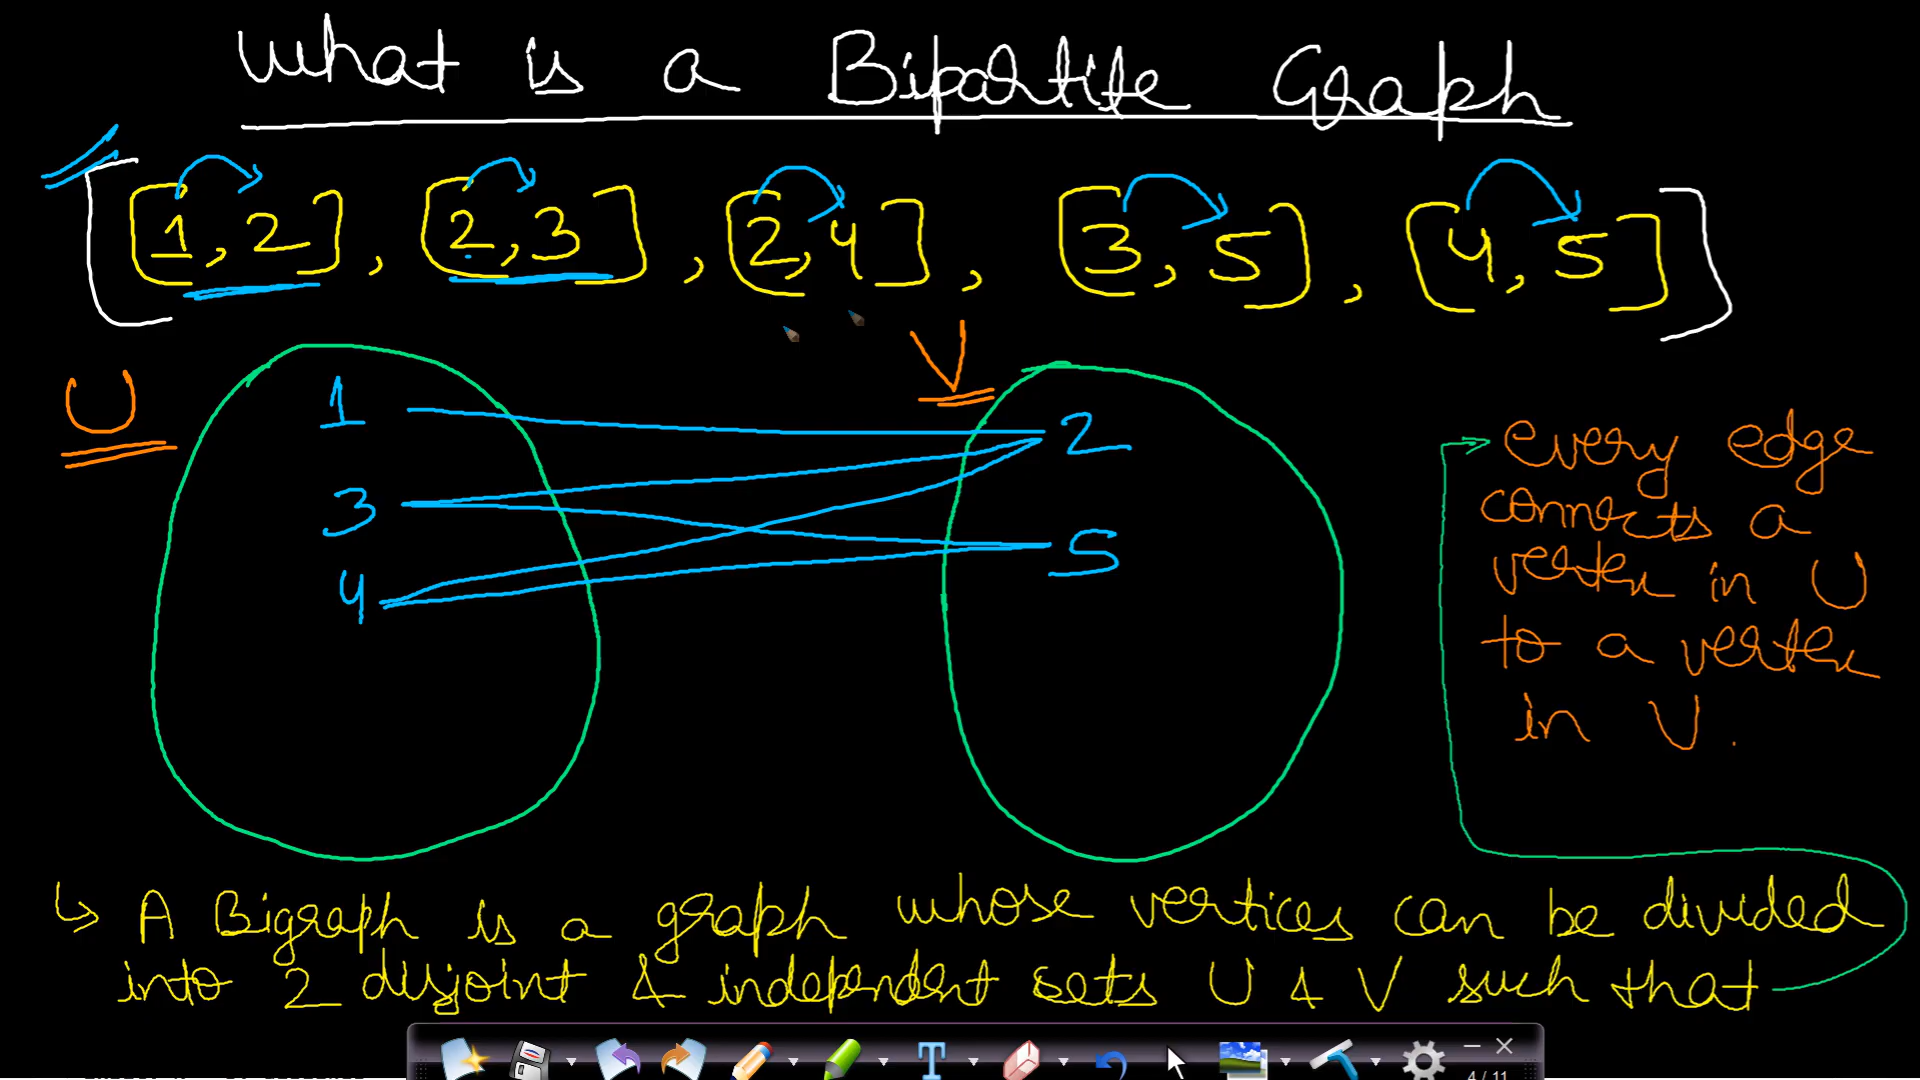 What is a Bipartite Graph
[[1, 2], [2, 3], [2, 4], [3, 5], [4, 5]]
U
V
1
2
3
5
4
every edge
connects a
vertex in U
to a vertex
in V.
↳ A Bigraph is a graph whose vertices can be divided
into 2 disjoint & independent sets U & V such that
T
4 / 11